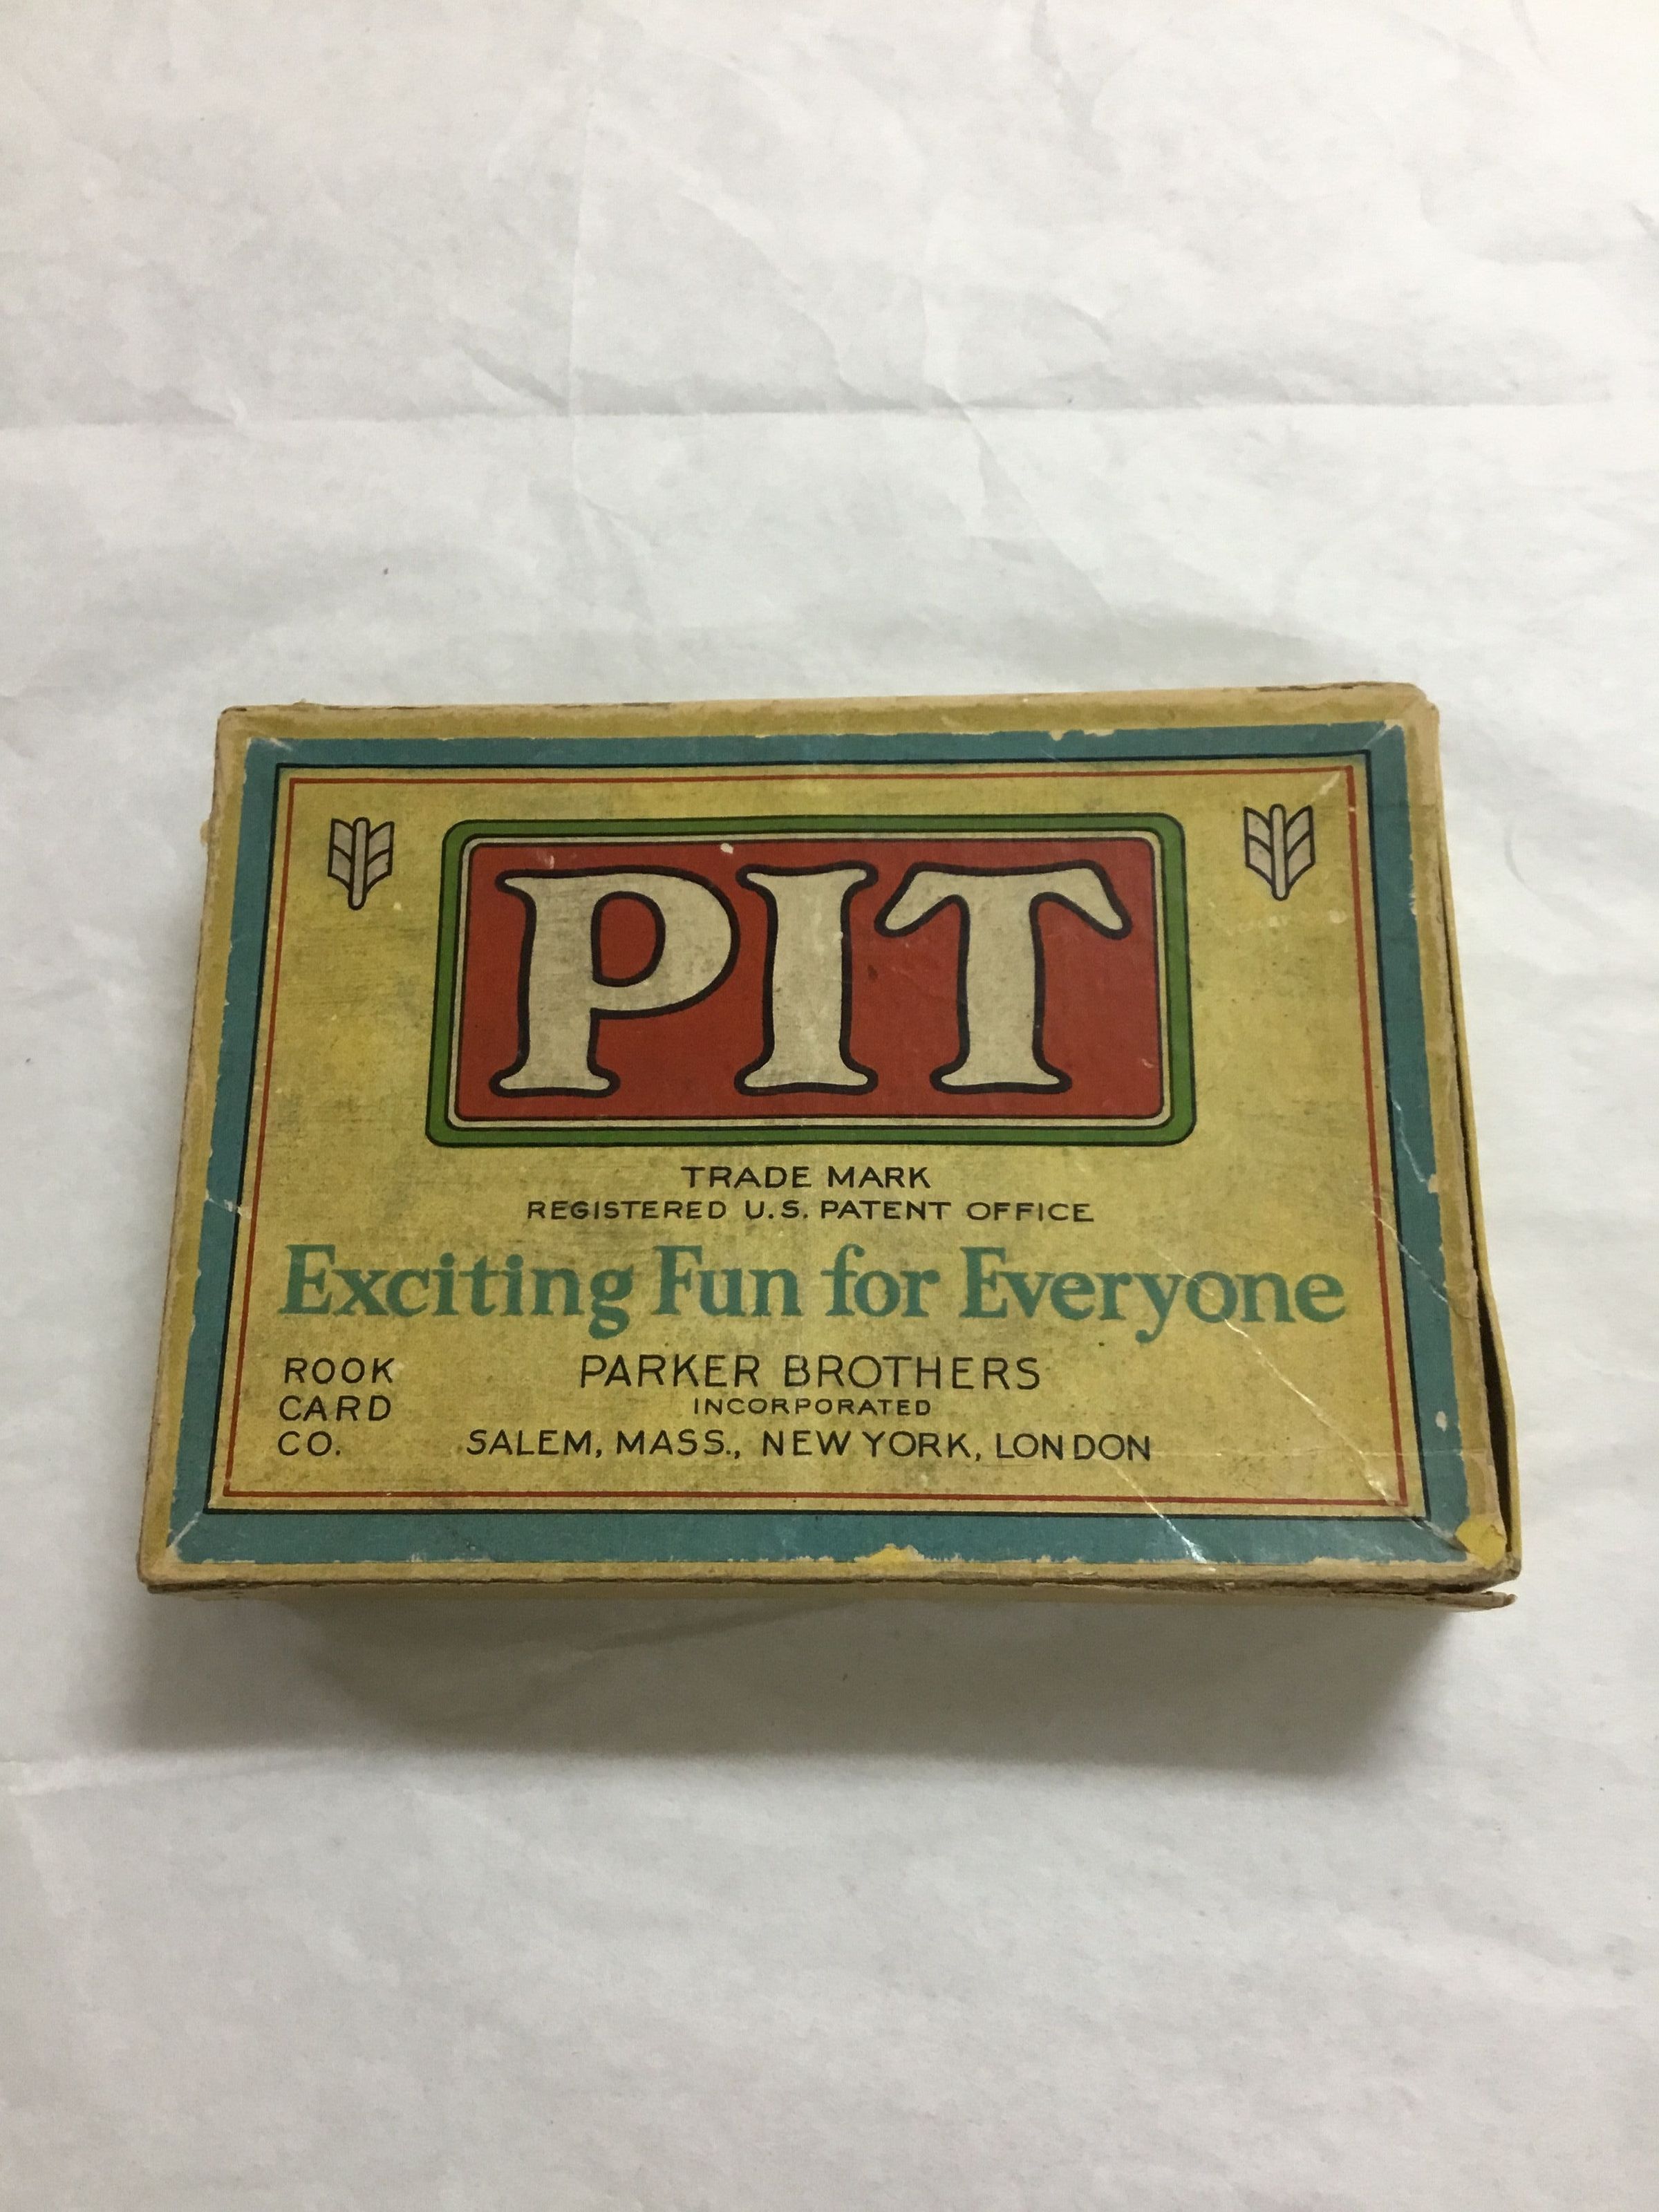 PIT
TRADE MARK
REGISTERED U.S. PATENT OFFICE
Exciting Fun for Everyone
ROOK
CARD
CO.
PARKER BROTHERS
INCORPORATED
SALEM, MASS., NEW YORK, LONDON